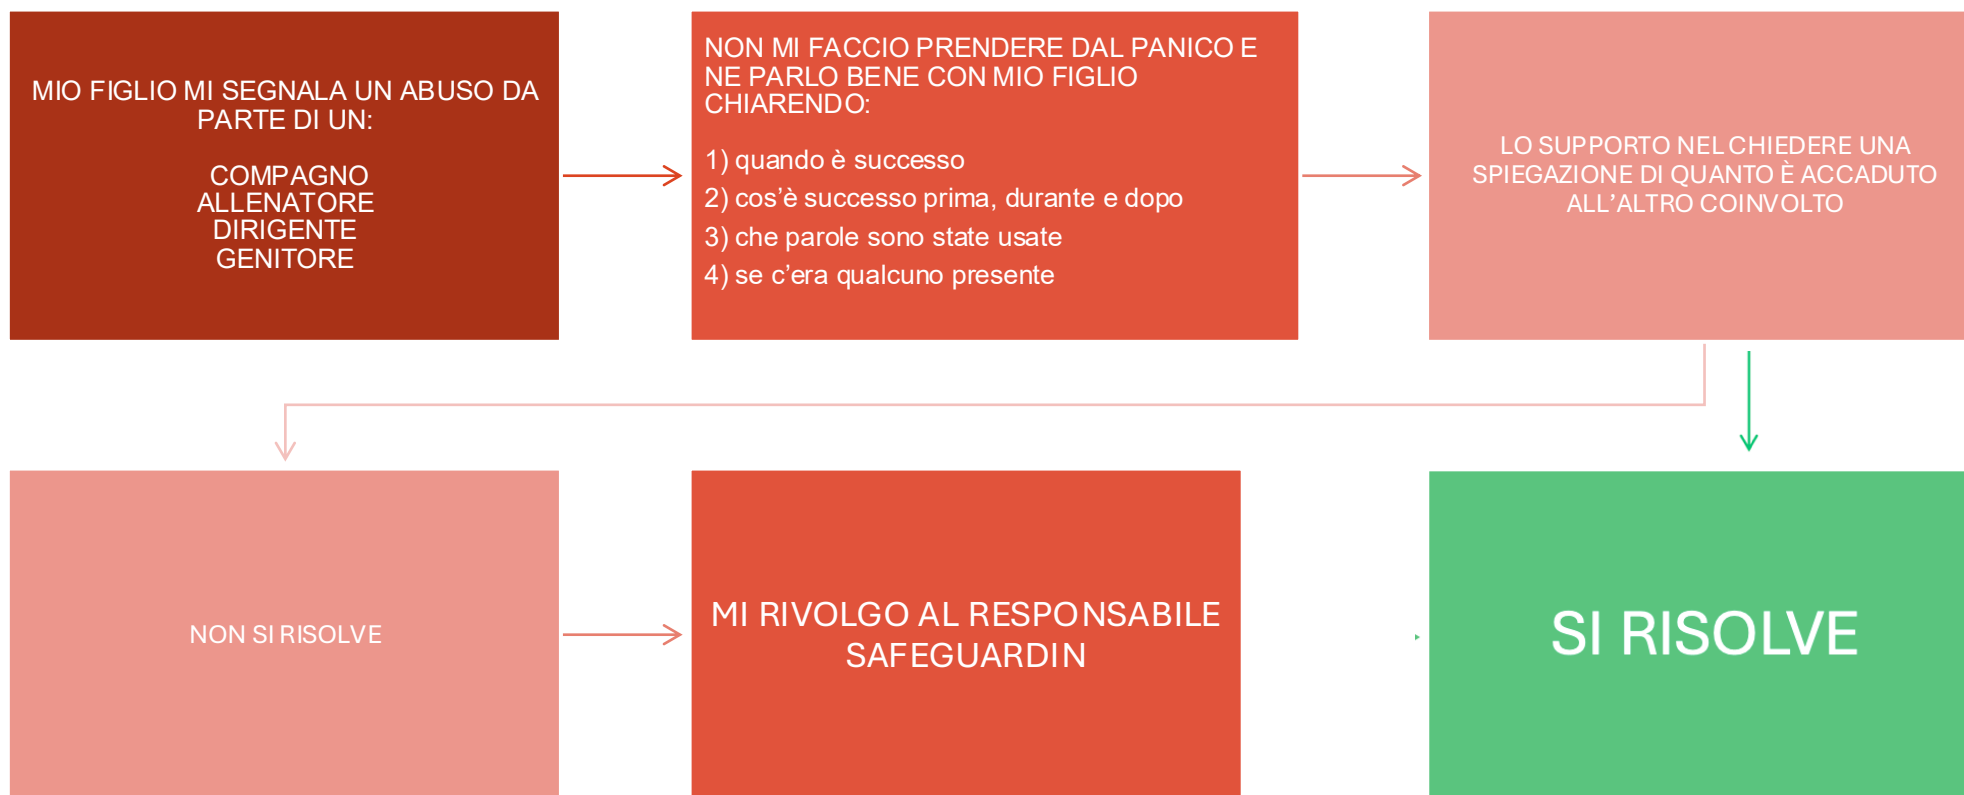 MIO FIGLIO MI SEGNALA UN ABUSO DA
PARTE DI UN:
COMPAGNO
ALLENATORE
DIRIGENTE
GENITORE
NON MI FACCIO PRENDERE DAL PANICO E
NE PARLO BENE CON MIO FIGLIO
CHIARENDO:
1) quando è successo
2) cos'è successo prima, durante e dopo
3) che parole sono state usate
4) se c'era qualcuno presente
LO SUPPORTO NEL CHIEDERE UNA
SPIEGAZIONE DI QUANTO È ACCADUTO
ALL'ALTRO COINVOLTO
NON SI RISOLVE
MI RIVOLGO AL RESPONSABILE
SAFEGUARDIN
SI RISOLVE